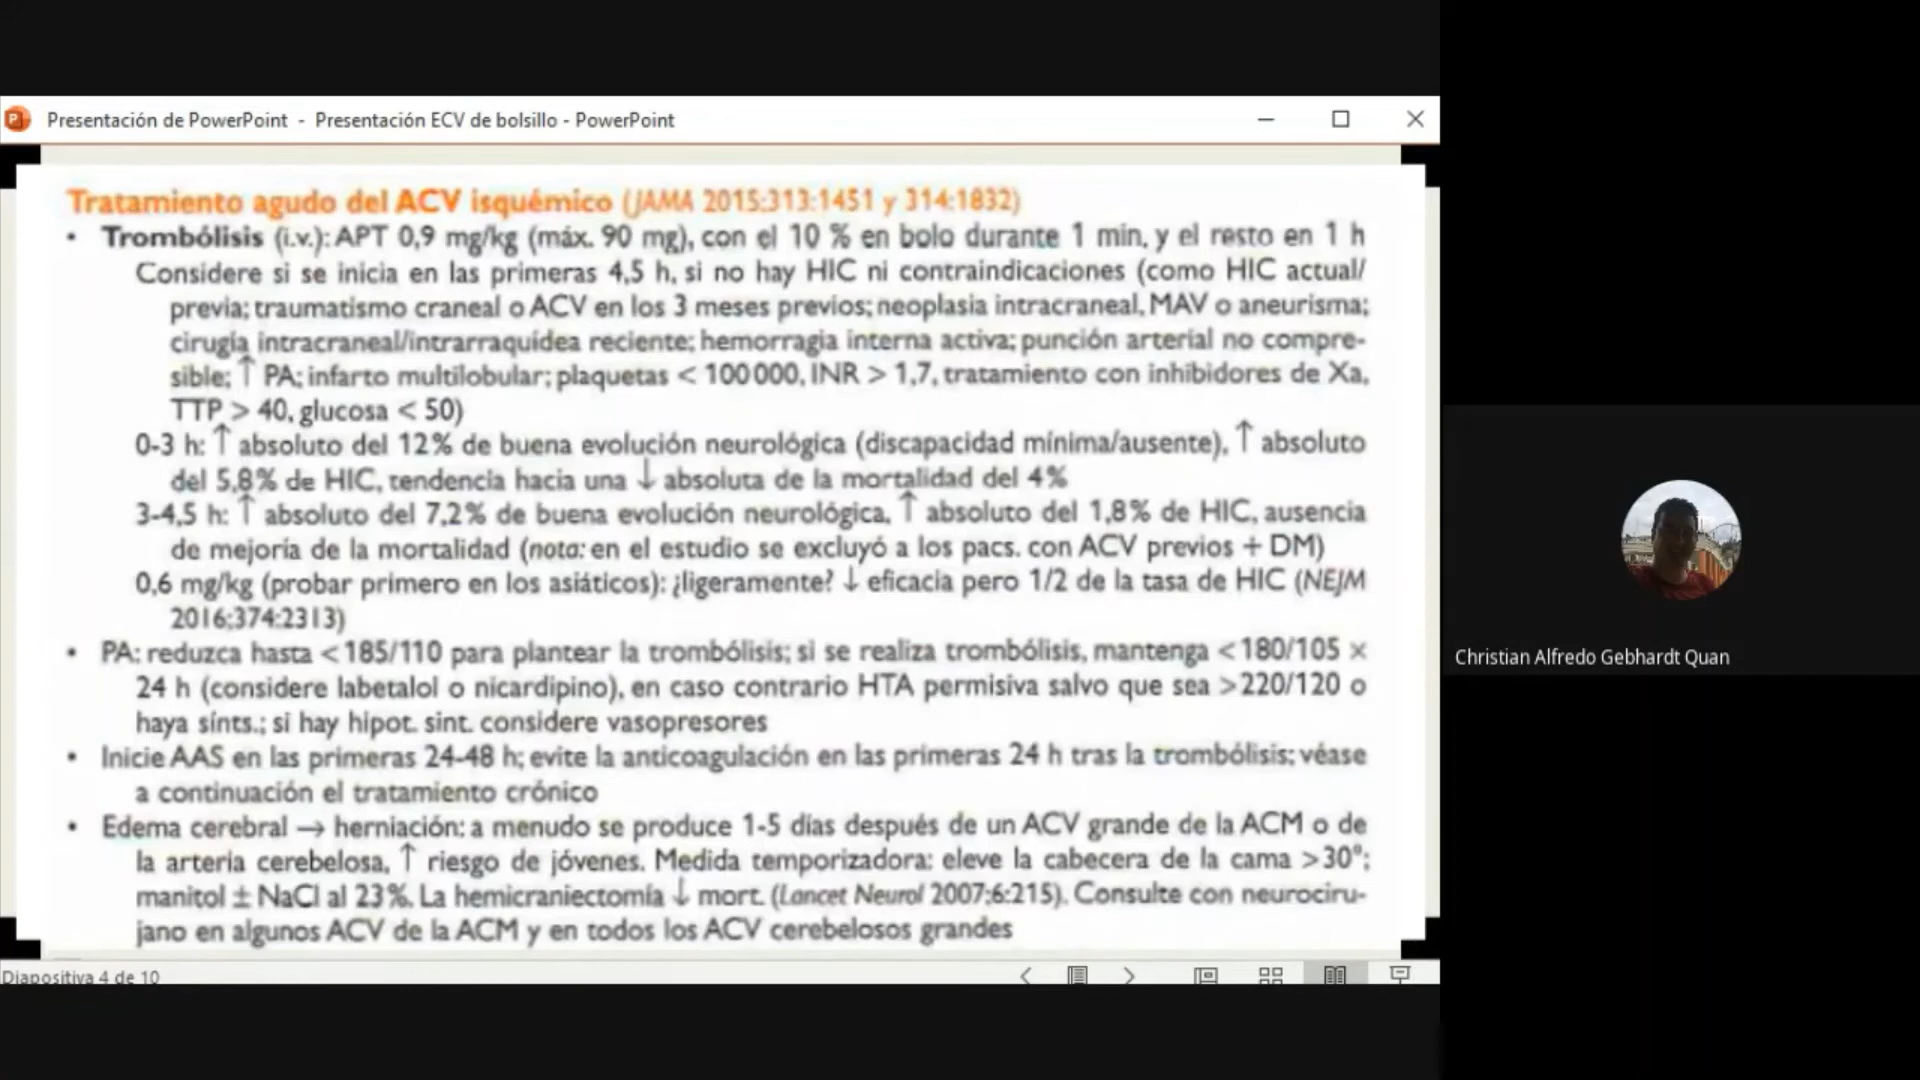 Presentación de PowerPoint - Presentación ECV de bolsillo - PowerPoint
Tratamiento agudo del ACV isquémico (JAMA 2015;313:1451 y 314:1832)
• Trombólisis (i.v.): APT 0,9 mg/kg (máx. 90 mg), con el 10 % en bolo durante 1 min, y el resto en 1 h
Considere si se inicia en las primeras 4,5 h, si no hay HIC ni contraindicaciones (como HIC actual/
previa; traumatismo craneal o ACV en los 3 meses previos; neoplasia intracraneal, MAV o aneurisma;
cirugía intracraneal/intrarraquídea reciente; hemorragia interna activa; punción arterial no compre-
sible; ↑ PA; infarto multilobular; plaquetas < 100 000, INR > 1,7, tratamiento con inhibidores de Xa,
TTP > 40, glucosa < 50)
0-3 h: ↑ absoluto del 12% de buena evolución neurológica (discapacidad mínima/ausente), ↑ absoluto
del 5,8% de HIC, tendencia hacia una ↓ absoluta de la mortalidad del 4%
3-4,5 h: ↑ absoluto del 7,2% de buena evolución neurológica, ↑ absoluto del 1,8% de HIC, ausencia
de mejoría de la mortalidad (nota: en el estudio se excluyó a los pacs. con ACV previos + DM)
0,6 mg/kg (probar primero en los asiáticos): ¿ligeramente? ↓ eficacia pero 1/2 de la tasa de HIC (NEJM
2016;374:2313)
• PA: reduzca hasta <185/110 para plantear la trombólisis; si se realiza trombólisis, mantenga <180/105 ×
24 h (considere labetalol o nicardipino), en caso contrario HTA permisiva salvo que sea >220/120 o
haya sínts.; si hay hipot. sint. considere vasopresores
• Inicie AAS en las primeras 24-48 h; evite la anticoagulación en las primeras 24 h tras la trombólisis; véase
a continuación el tratamiento crónico
• Edema cerebral → herniación: a menudo se produce 1-5 días después de un ACV grande de la ACM o de
la arteria cerebelosa, ↑ riesgo de jóvenes. Medida temporizadora: eleve la cabecera de la cama >30°;
manitol ± NaCl al 23%. La hemicraniectomía ↓ mort. (Lancet Neurol 2007;6:215). Consulte con neurociru-
jano en algunos ACV de la ACM y en todos los ACV cerebelosos grandes
Diapositiva 4 de 10
Christian Alfredo Gebhardt Quan